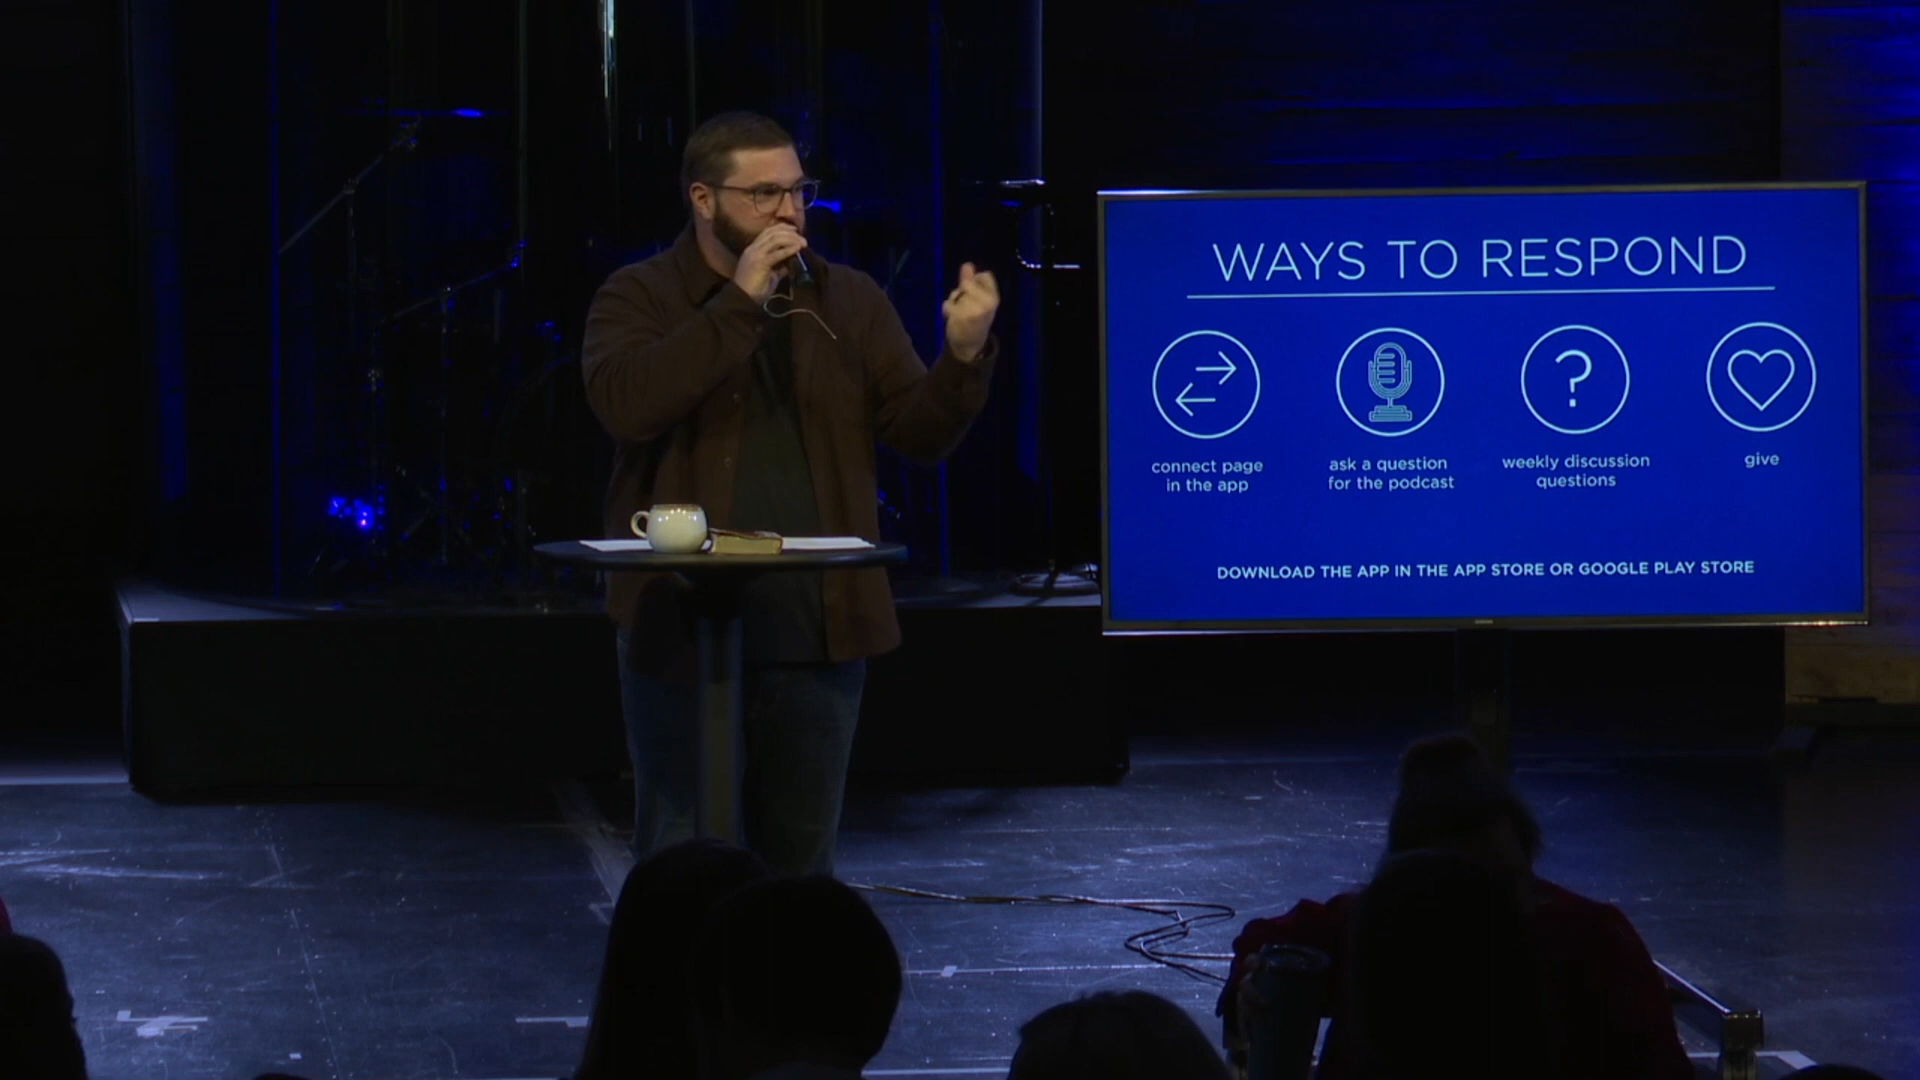 WAYS TO RESPOND
?
connect page
in the app
ask a question
for the podcast
weekly discussion
questions
give
DOWNLOAD THE APP IN THE APP STORE OR GOOGLE PLAY STORE